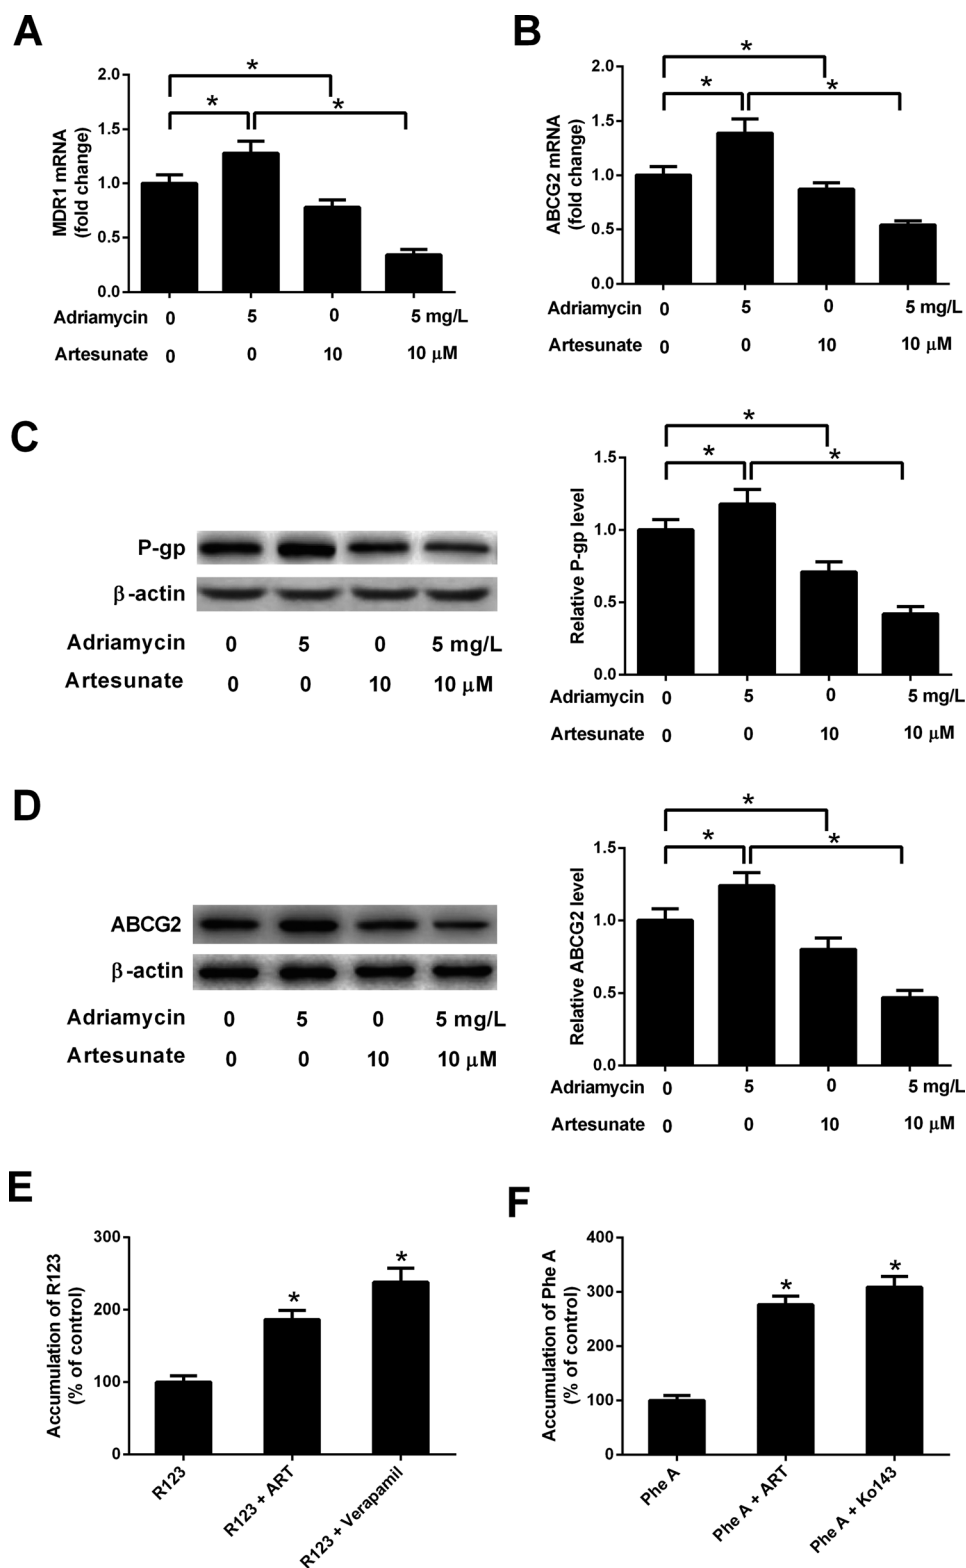 A
MDR1 mRNA
(fold change)
2.0
1.5
1.0
0.5
0.0
*
*
*
Adriamycin 0 5 0 5 mg/L
Artesunate 0 0 10 10 μM
B
ABCG2 mRNA
(fold change)
2.0
1.5
1.0
0.5
0.0
*
*
*
Adriamycin 0 5 0 5 mg/L
Artesunate 0 0 10 10 μM
C
P-gp
β-actin
Adriamycin 0 5 0 5 mg/L
Artesunate 0 0 10 10 μM
Relative P-gp level
1.5
1.0
0.5
0.0
*
*
*
Adriamycin 0 5 0 5 mg/L
Artesunate 0 0 10 10 μM
D
ABCG2
β-actin
Adriamycin 0 5 0 5 mg/L
Artesunate 0 0 10 10 μM
Relative ABCG2 level
1.5
1.0
0.5
0.0
*
*
*
Adriamycin 0 5 0 5 mg/L
Artesunate 0 0 10 10 μM
E
Accumulation of R123
(% of control)
300
200
100
0
*
*
R123
R123 + ART
R123 + Verapamil
F
Accumulation of Phe A
(% of control)
400
300
200
100
0
*
*
Phe A
Phe A + ART
Phe A + Ko143